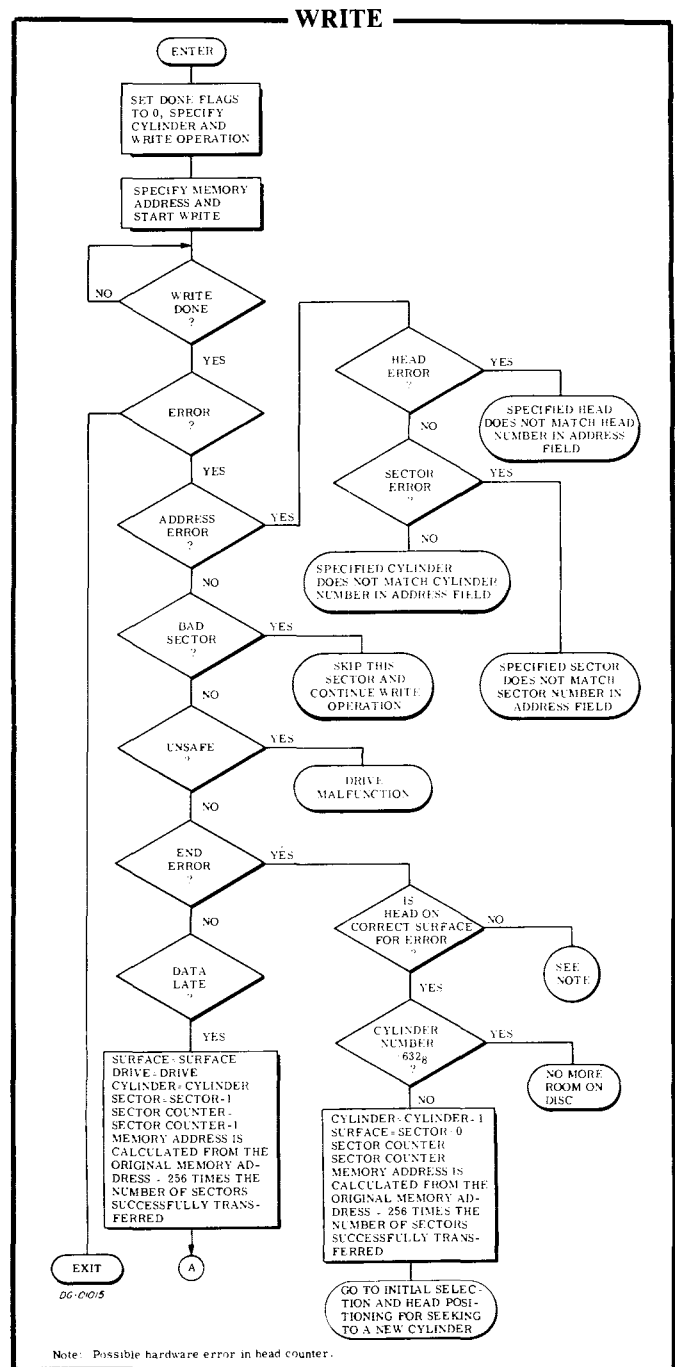 WRITE
ENTER
SET DONE FLAGS
TO 0, SPECIFY
CYLINDER AND
WRITE OPERATION
SPECIFY MEMORY
ADDRESS AND
START WRITE
NO
WRITE
DONE
?
YES
ERROR
?
YES
ADDRESS
ERROR
?
YES
NO
HEAD
ERROR
?
YES
SPECIFIED HEAD
DOES NOT MATCH HEAD
NUMBER IN ADDRESS
FIELD
NO
SECTOR
ERROR
?
YES
NO
SPECIFIED CYLINDER
DOES NOT MATCH CYLINDER
NUMBER IN ADDRESS FIELD
SPECIFIED SECTOR
DOES NOT MATCH
SECTOR NUMBER IN
ADDRESS FIELD
BAD
SECTOR
?
YES
SKIP THIS
SECTOR AND
CONTINUE WRITE
OPERATION
NO
UNSAFE
?
YES
DRIVE
MALFUNCTION
NO
END
ERROR
?
YES
NO
IS
HEAD ON
CORRECT SURFACE
FOR ERROR
?
NO
SEE
NOTE
YES
CYLINDER
NUMBER
632₈
?
YES
NO MORE
ROOM ON
DISC
NO
DATA
LATE
?
YES
SURFACE=SURFACE
DRIVE=DRIVE
CYLINDER=CYLINDER
SECTOR=SECTOR-1
SECTOR COUNTER-
SECTOR COUNTER-1
MEMORY ADDRESS IS
CALCULATED FROM THE
ORIGINAL MEMORY AD-
DRESS - 256 TIMES THE
NUMBER OF SECTORS
SUCCESSFULLY TRANS-
FERRED
A
CYLINDER=CYLINDER-1
SURFACE=SECTOR=0
SECTOR COUNTER
SECTOR COUNTER
MEMORY ADDRESS IS
CALCULATED FROM THE
ORIGINAL MEMORY AD-
DRESS - 256 TIMES THE
NUMBER OF SECTORS
SUCCESSFULLY TRANS-
FERRED
GO TO INITIAL SELEC-
TION AND HEAD POSI-
TIONING FOR SEEKING
TO A NEW CYLINDER
EXIT
DG-01015
Note: Possible hardware error in head counter.